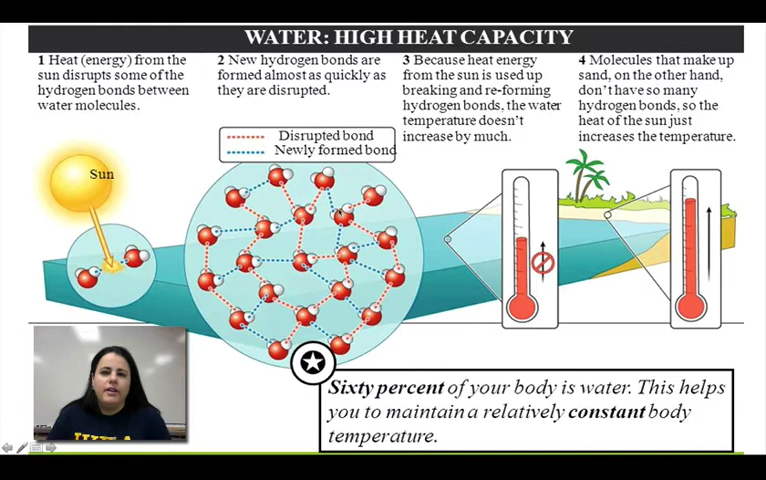 WATER: HIGH HEAT CAPACITY
1 Heat (energy) from the
sun disrupts some of the
hydrogen bonds between
water molecules.
2 New hydrogen bonds are
formed almost as quickly as
they are disrupted.
3 Because heat energy
from the sun is used up
breaking and re-forming
hydrogen bonds, the water
temperature doesn't
increase by much.
4 Molecules that make up
sand, on the other hand,
don't have so many
hydrogen bonds, so the
heat of the sun just
increases the temperature.
Disrupted bond
Newly formed bond
Sun
Sixty percent of your body is water. This helps
you to maintain a relatively constant body
temperature.